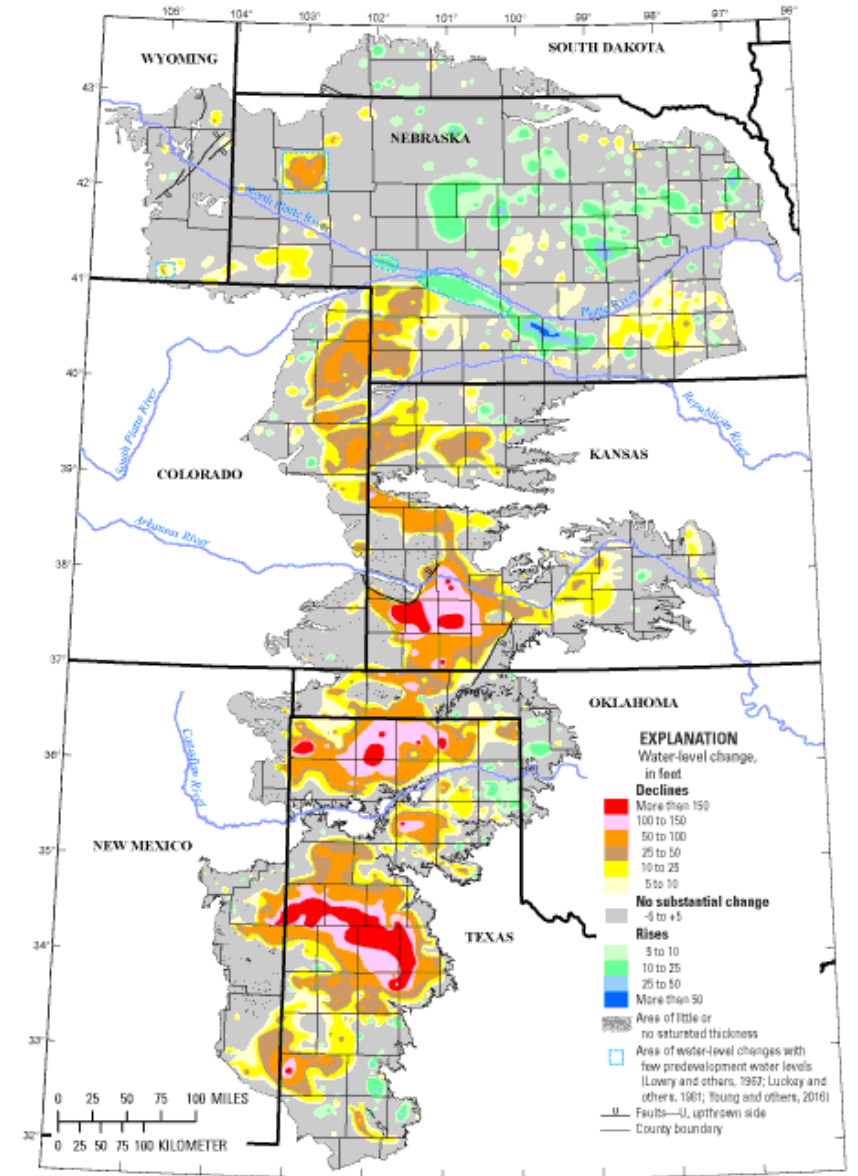 105° 104° 103° 102° 101° 100° 99° 98° 97° 96°
WYOMING
SOUTH DAKOTA
43°
NEBRASKA
42°
North Platte River
41°
Platte River
40°
South Platte River
Republican River
COLORADO
KANSAS
39°
Arkansas River
38°
37°
OKLAHOMA
36°
Canadian River
NEW MEXICO
35°
TEXAS
34°
33°
32°
EXPLANATION
Water-level change,
in feet
Declines
More than 150
100 to 150
50 to 100
25 to 50
10 to 25
5 to 10
No substantial change
-5 to +5
Rises
5 to 10
10 to 25
25 to 50
More than 50
Area of little or
no saturated thickness
Area of water-level changes with
few predevelopment water levels
(Lowry and others, 1967; Luckey and
others, 1981; Young and others, 2016)
Faults—U, upthrown side
County boundary
0 25 50 75 100 MILES
0 25 50 75 100 KILOMETER